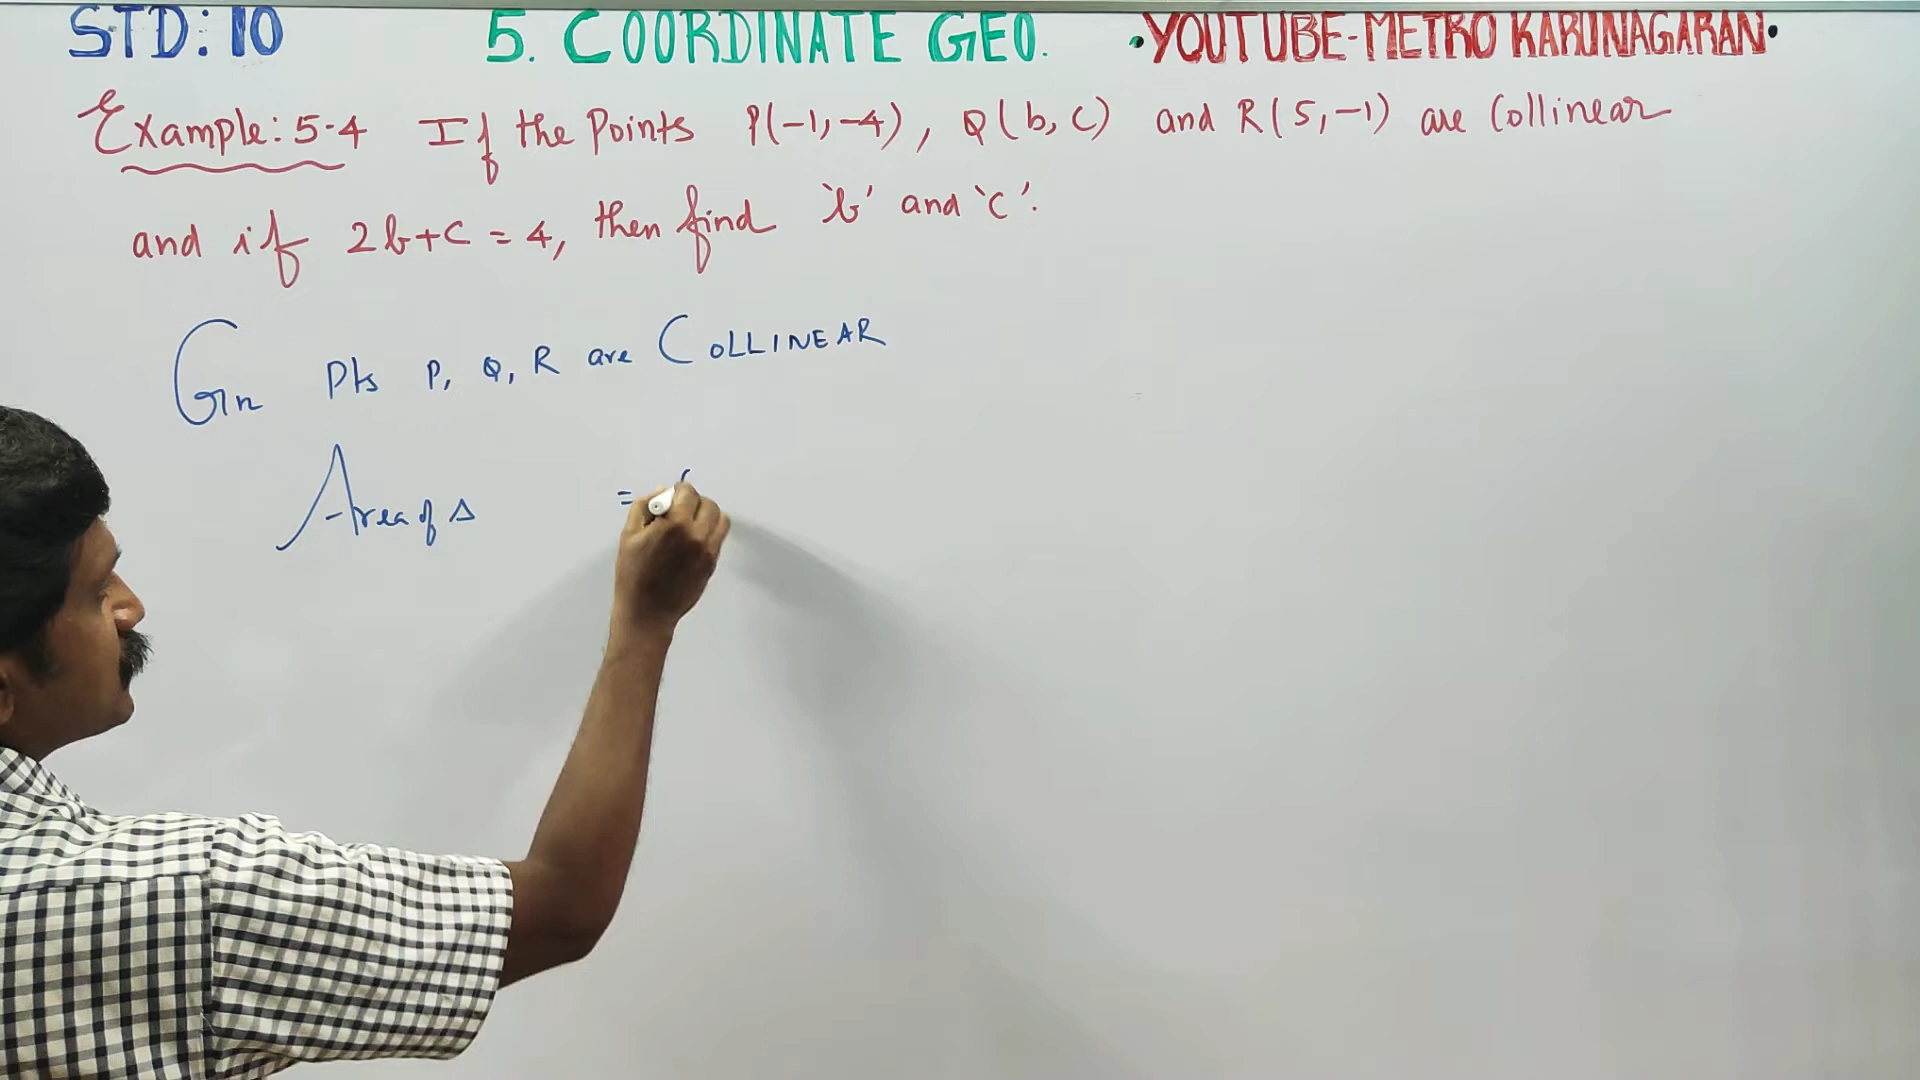 STD: 10 5. COORDINATE GEO. •YOUTUBE-METRO KARUNAGARAN•
Example: 5.4 If the Points P(-1,-4), Q(b,c) and R(5,-1) are Collinear
and if 2b+c = 4, then find 'b' and 'c'.
Gn Pts P, Q, R are COLLINEAR
Area of Δ =